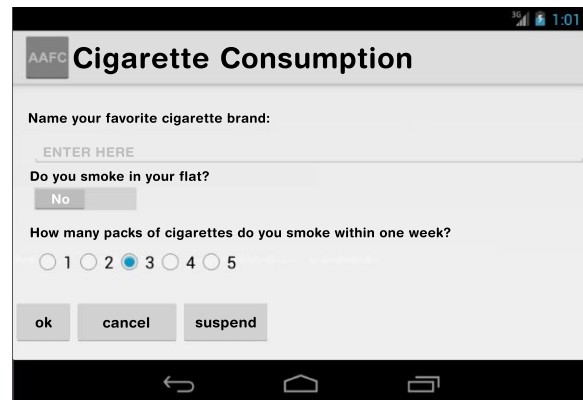 3G 1:01
AAFC Cigarette Consumption
Name your favorite cigarette brand:
ENTER HERE
Do you smoke in your flat?
No
How many packs of cigarettes do you smoke within one week?
1 2 3 4 5
ok cancel suspend